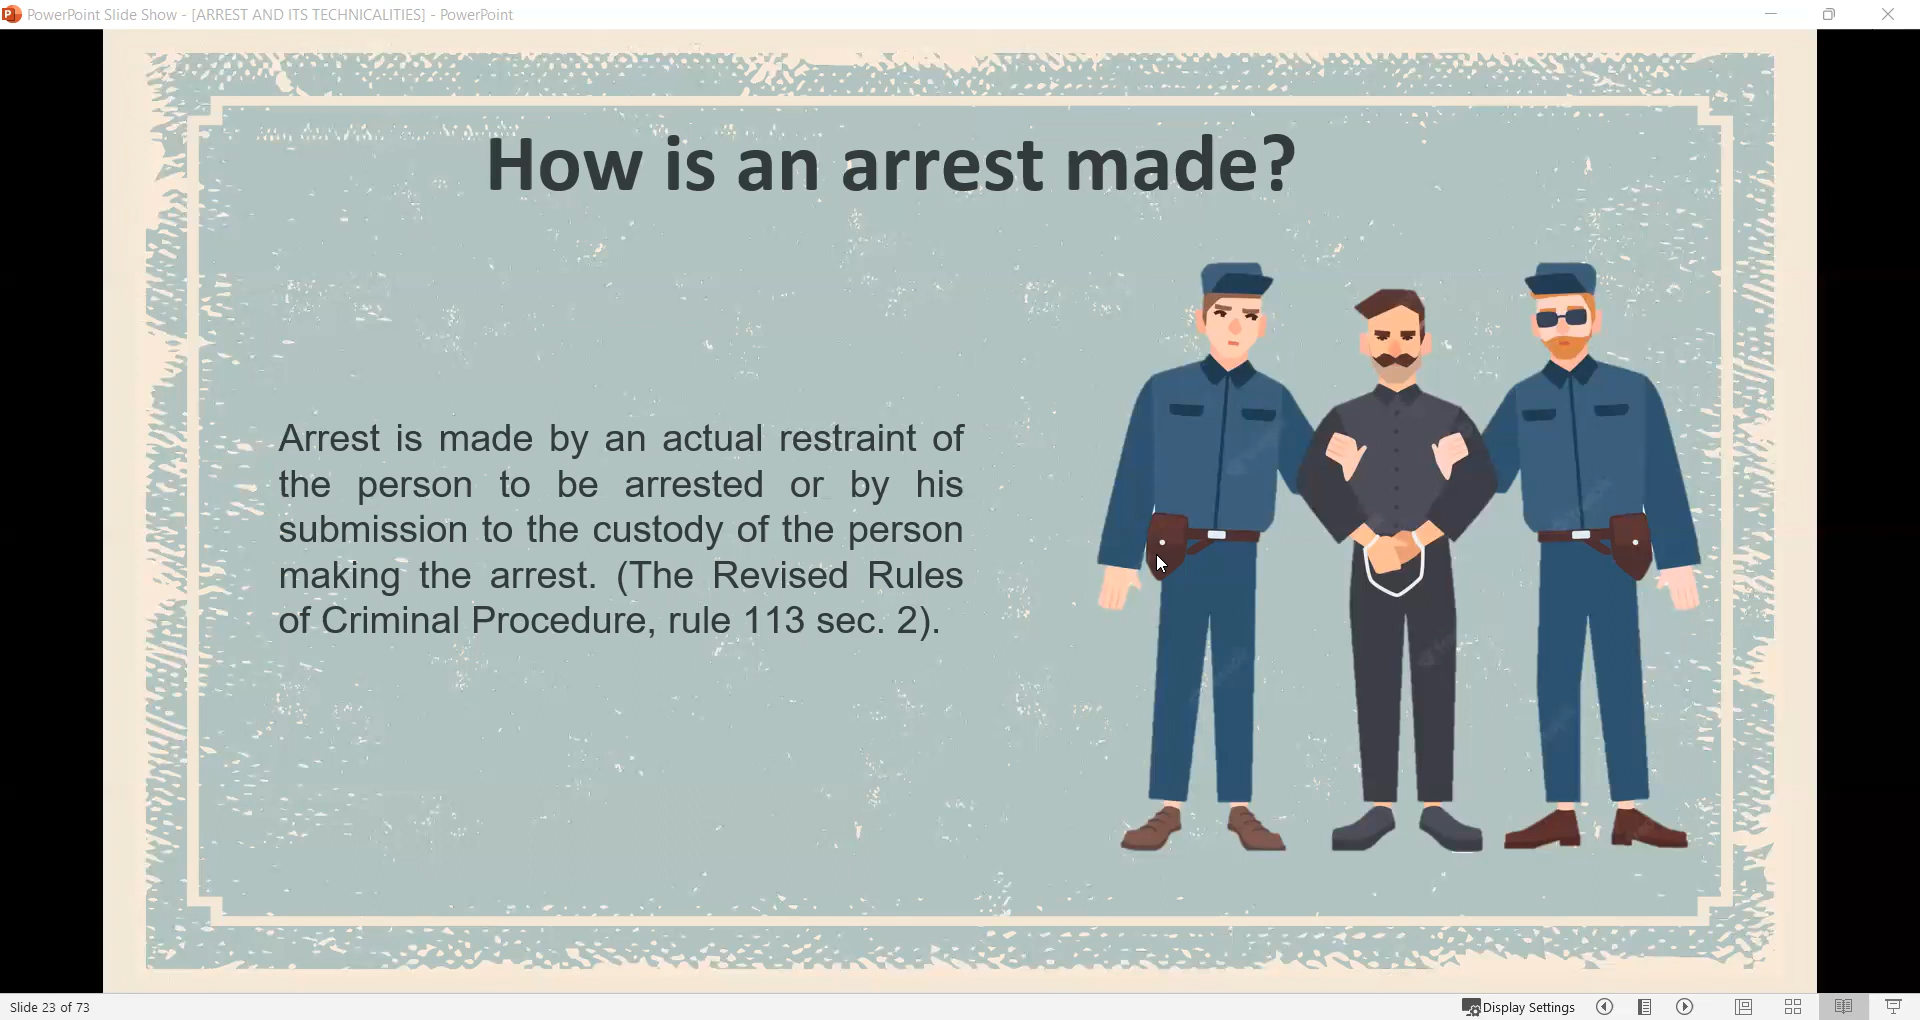 PowerPoint Slide Show - [ARREST AND ITS TECHNICALITIES] - PowerPoint
How is an arrest made?
Arrest is made by an actual restraint of
the person to be arrested or by his
submission to the custody of the person
making the arrest. (The Revised Rules
of Criminal Procedure, rule 113 sec. 2).
Slide 23 of 73
Display Settings